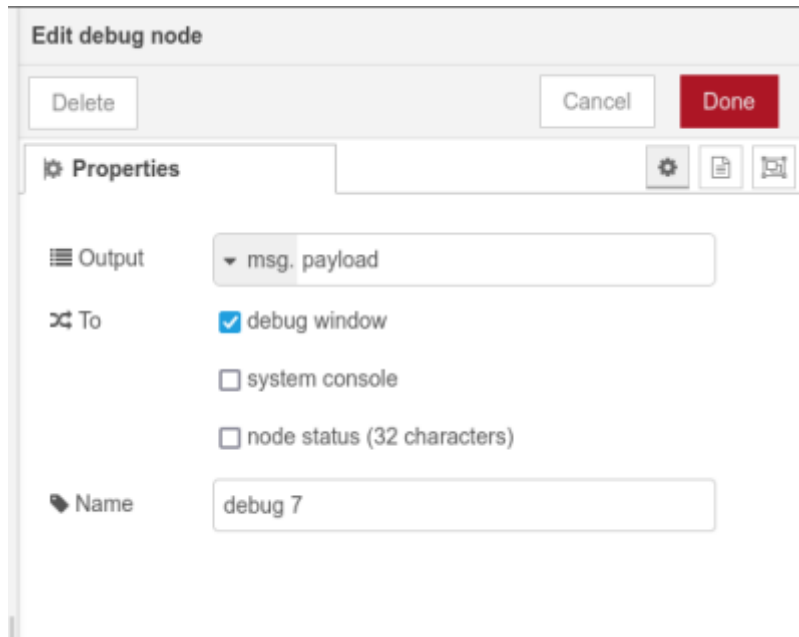 Edit debug node
Delete Cancel Done
Properties
Output msg. payload
To debug window
system console
node status (32 characters)
Name debug 7